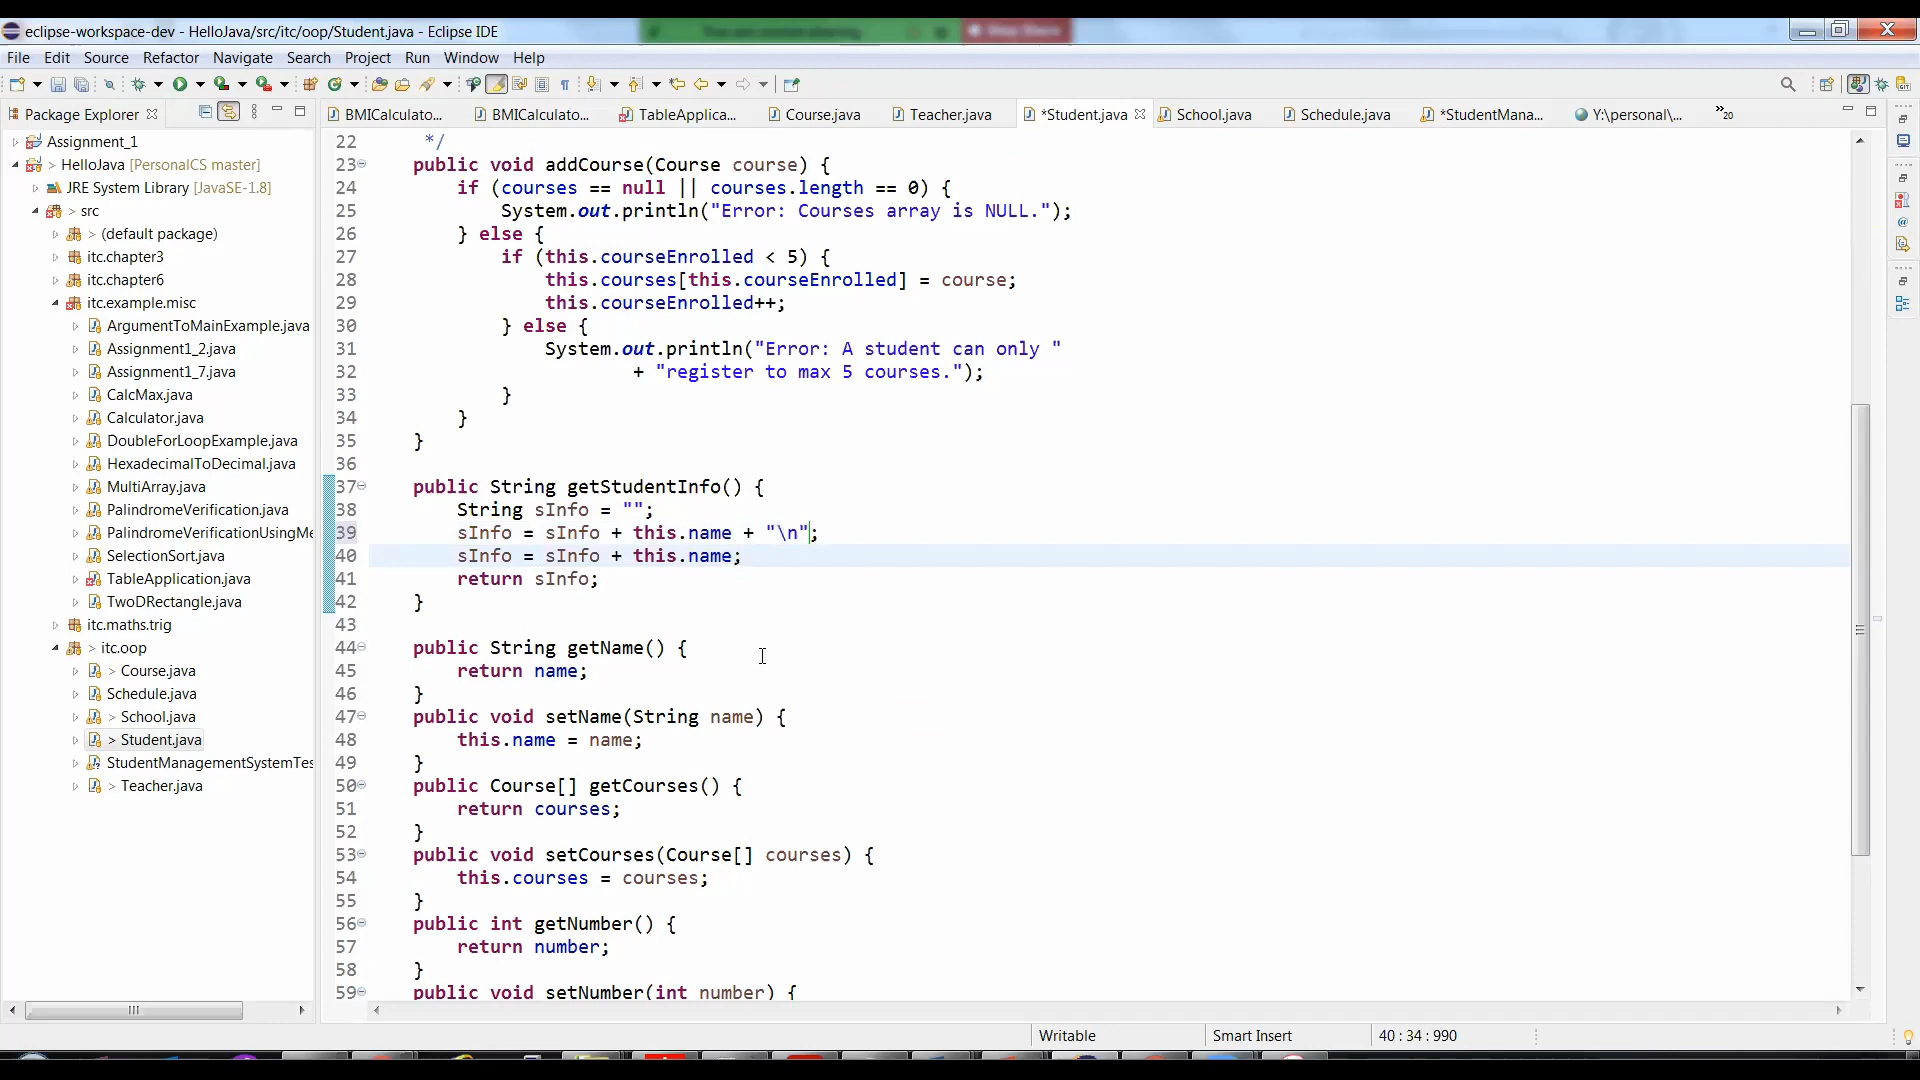 eclipse-workspace-dev - HelloJava/src/itc/oop/Student.java - Eclipse IDE
File Edit Source Refactor Navigate Search Project Run Window Help
Package Explorer
BMICalculato... BMICalculato... TableApplica... Course.java Teacher.java *Student.java School.java Schedule.java *StudentMana... Y:\personal\... »20
Assignment_1
> HelloJava [PersonalCS master]
JRE System Library [JavaSE-1.8]
> src
> (default package)
itc.chapter3
itc.chapter6
itc.example.misc
ArgumentToMainExample.java
Assignment1_2.java
Assignment1_7.java
CalcMax.java
Calculator.java
DoubleForLoopExample.java
HexadecimalToDecimal.java
MultiArray.java
PalindromeVerification.java
PalindromeVerificationUsingMe
SelectionSort.java
TableApplication.java
TwoDRectangle.java
itc.maths.trig
> itc.oop
> Course.java
Schedule.java
> School.java
> Student.java
StudentManagementSystemTes
> Teacher.java
22 */
23 public void addCourse(Course course) {
24 if (courses == null || courses.length == 0) {
25 System.out.println("Error: Courses array is NULL.");
26 } else {
27 if (this.courseEnrolled < 5) {
28 this.courses[this.courseEnrolled] = course;
29 this.courseEnrolled++;
30 } else {
31 System.out.println("Error: A student can only "
32 + "register to max 5 courses.");
33 }
34 }
35 }
36
37 public String getStudentInfo() {
38 String sInfo = "";
39 sInfo = sInfo + this.name + "\n";
40 sInfo = sInfo + this.name;
41 return sInfo;
42 }
43
44 public String getName() {
45 return name;
46 }
47 public void setName(String name) {
48 this.name = name;
49 }
50 public Course[] getCourses() {
51 return courses;
52 }
53 public void setCourses(Course[] courses) {
54 this.courses = courses;
55 }
56 public int getNumber() {
57 return number;
58 }
59 public void setNumber(int number) {
Writable Smart Insert 40 : 34 : 990